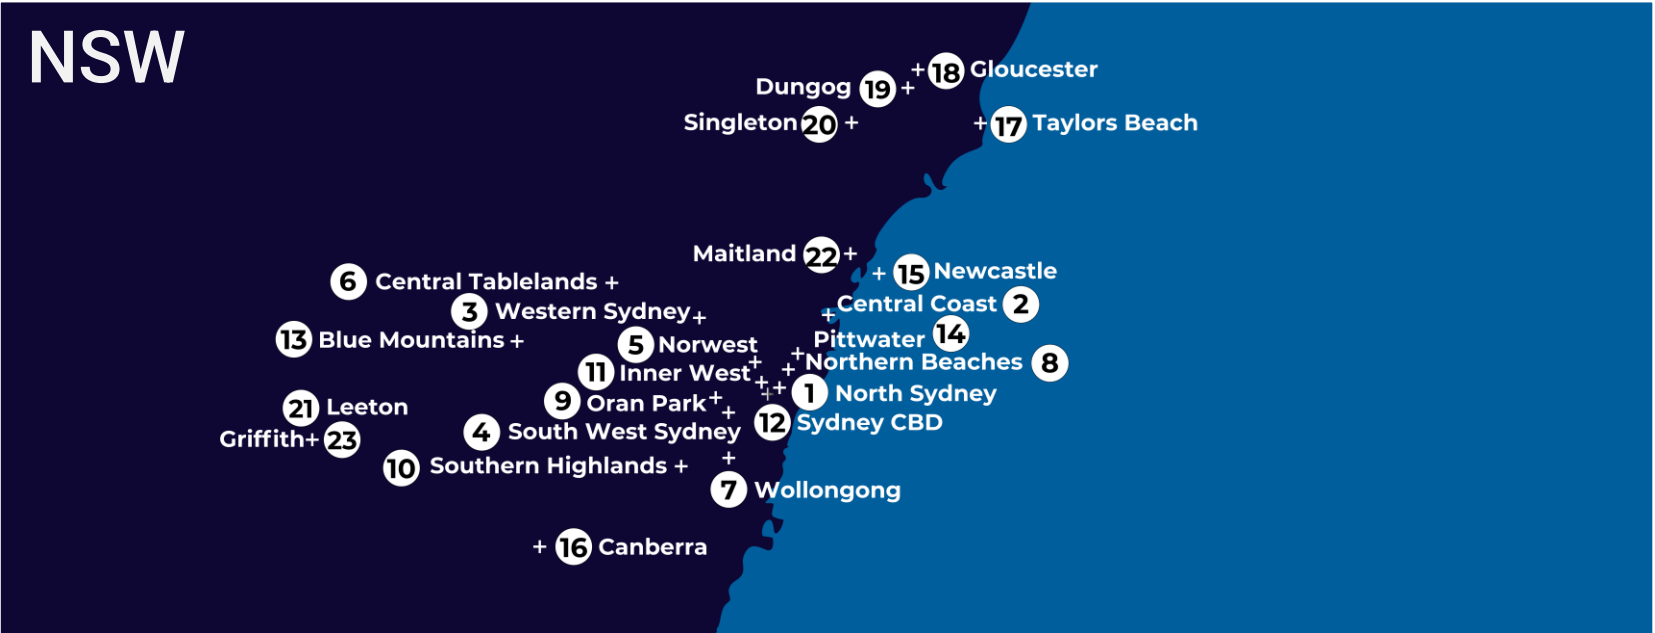 NSW
+ 18 Gloucester
Dungog 19 +
Singleton 20 +
+ 17 Taylors Beach
Maitland 22 +
+ 15 Newcastle
6 Central Tablelands +
+ Central Coast 2
3 Western Sydney +
13 Blue Mountains +
Pittwater 14
5 Norwest
Northern Beaches 8
11 Inner West
1 North Sydney
9 Oran Park
21 Leeton
12 Sydney CBD
4 South West Sydney
Griffith + 23
10 Southern Highlands +
7 Wollongong
+ 16 Canberra